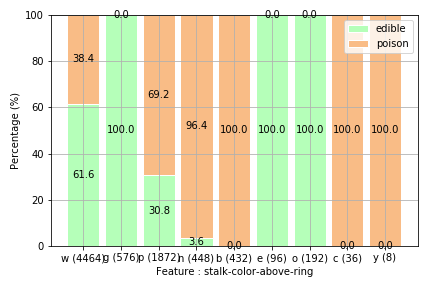 100
80
60
40
20
0
Percentage (%)
0.0 0.0 0.0
edible
poison
38.4
69.2
96.4
100.0 100.0 100.0 100.0 100.0 100.0
61.6
30.8
3.6
0.0 0.0 0.0
w (4464) g (576) p (1872) n (448) b (432) e (96) o (192) c (36) y (8)
Feature : stalk-color-above-ring